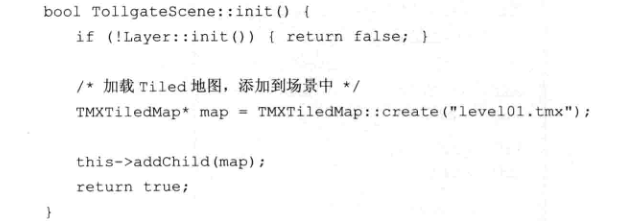 bool TollgateScene::init() {
if (!Layer::init()) { return false; }
/* 加载 Tiled 地图，添加到场景中 */
TMXTiledMap* map = TMXTiledMap::create("level01.tmx");
this->addChild(map);
return true;
}